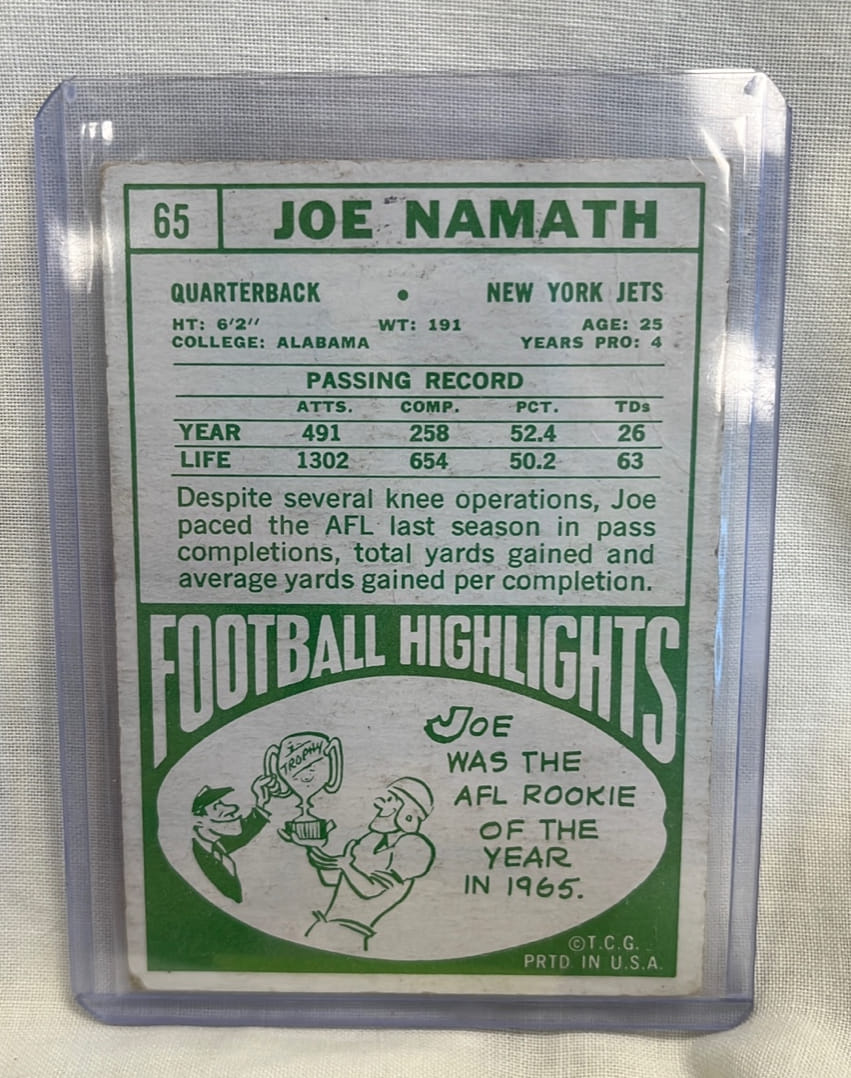 65 JOE NAMATH
QUARTERBACK • NEW YORK JETS
HT: 6'2" WT: 191 AGE: 25
COLLEGE: ALABAMA YEARS PRO: 4
PASSING RECORD
ATTS. COMP. PCT. TDs
YEAR 491 258 52.4 26
LIFE 1302 654 50.2 63
Despite several knee operations, Joe
paced the AFL last season in pass
completions, total yards gained and
average yards gained per completion.
FOOTBALL HIGHLIGHTS
TROPHY
JOE
WAS THE
AFL ROOKIE
OF THE
YEAR
IN 1965.
©T.C.G.
PRTD. IN U.S.A.